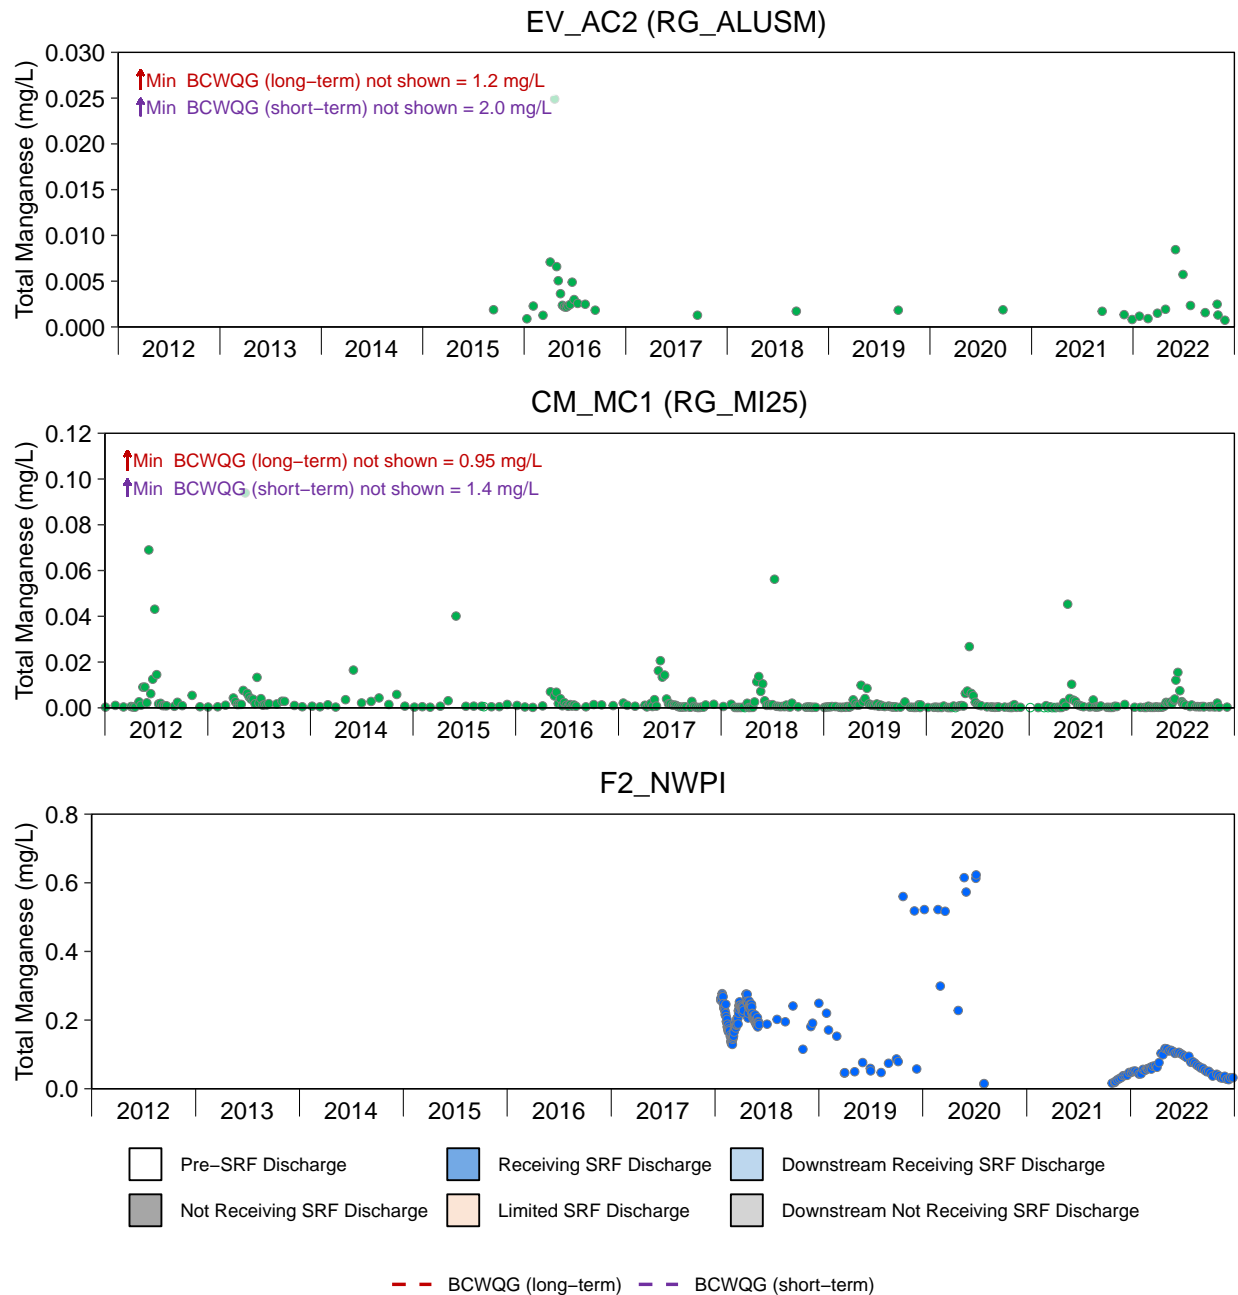 EV_AC2 (RG_ALUSM)
Total Manganese (mg/L)
0.030
0.025
0.020
0.015
0.010
0.005
0.000
Min BCWQG (long−term) not shown = 1.2 mg/L
Min BCWQG (short−term) not shown = 2.0 mg/L
2012 2013 2014 2015 2016 2017 2018 2019 2020 2021 2022
CM_MC1 (RG_MI25)
Total Manganese (mg/L)
0.12
0.10
0.08
0.06
0.04
0.02
0.00
Min BCWQG (long−term) not shown = 0.95 mg/L
Min BCWQG (short−term) not shown = 1.4 mg/L
2012 2013 2014 2015 2016 2017 2018 2019 2020 2021 2022
F2_NWPI
Total Manganese (mg/L)
0.8
0.6
0.4
0.2
0.0
2012 2013 2014 2015 2016 2017 2018 2019 2020 2021 2022
Pre−SRF Discharge Receiving SRF Discharge Downstream Receiving SRF Discharge
Not Receiving SRF Discharge Limited SRF Discharge Downstream Not Receiving SRF Discharge
BCWQG (long−term) BCWQG (short−term)